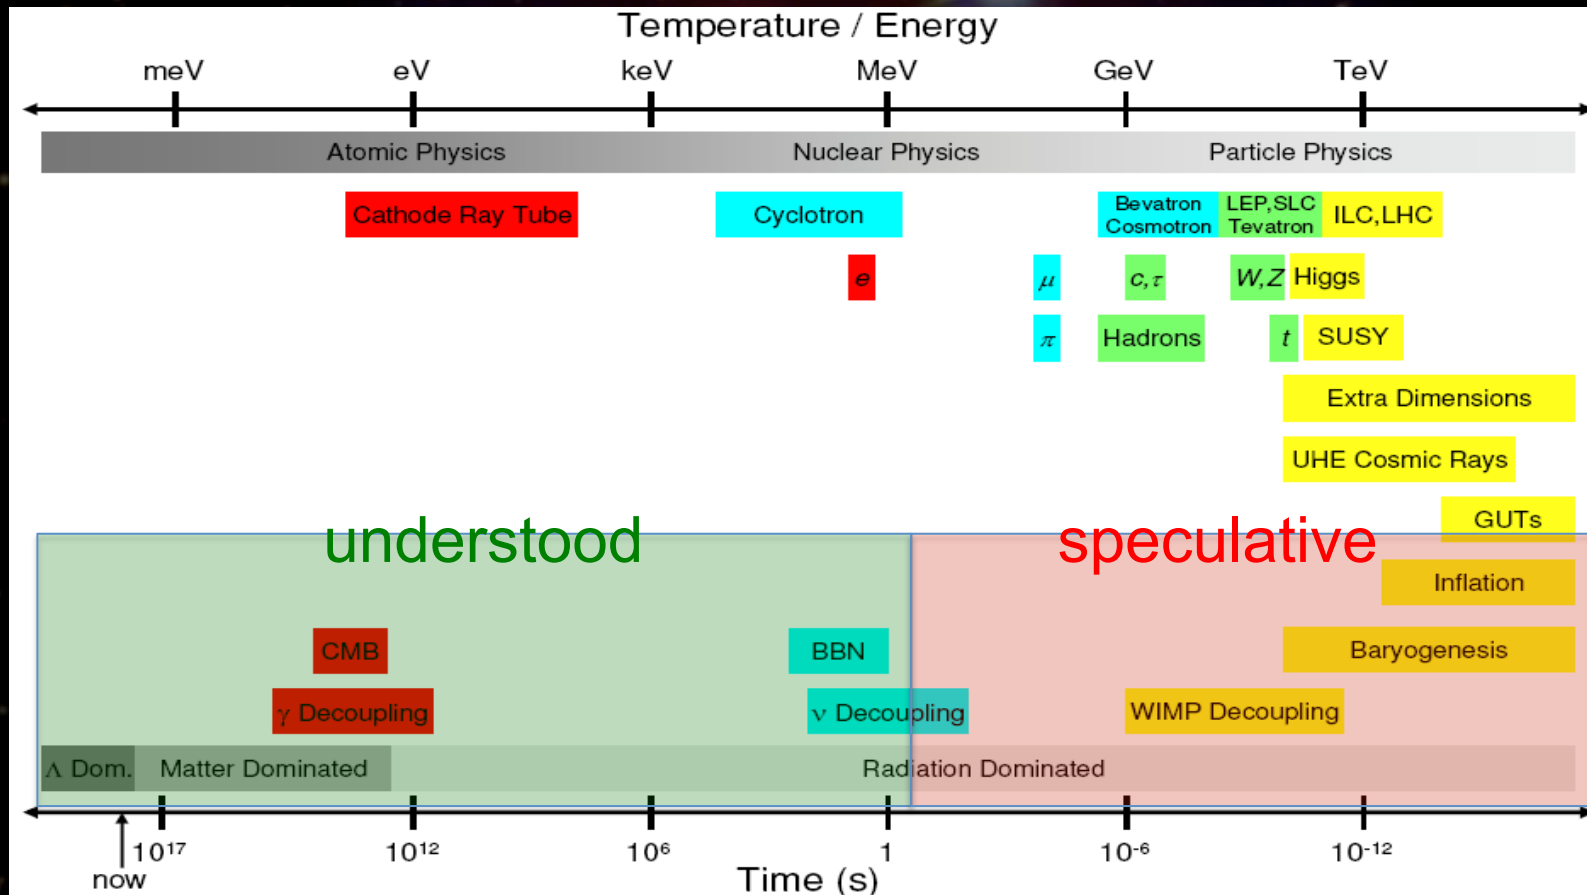 Temperature / Energy
meV eV keV MeV GeV TeV
Atomic Physics Nuclear Physics Particle Physics
Cathode Ray Tube Cyclotron
Bevatron
Cosmotron
LEP,SLC
Tevatron
ILC,LHC
e μ c,τ W,Z Higgs
π Hadrons t SUSY
Extra Dimensions
UHE Cosmic Rays
GUTs
understood speculative
Inflation
CMB BBN Baryogenesis
γ Decoupling ν Decoupling WIMP Decoupling
Λ Dom. Matter Dominated Radiation Dominated
10¹⁷ 10¹² 10⁶ 1 10⁻⁶ 10⁻¹²
now Time (s)